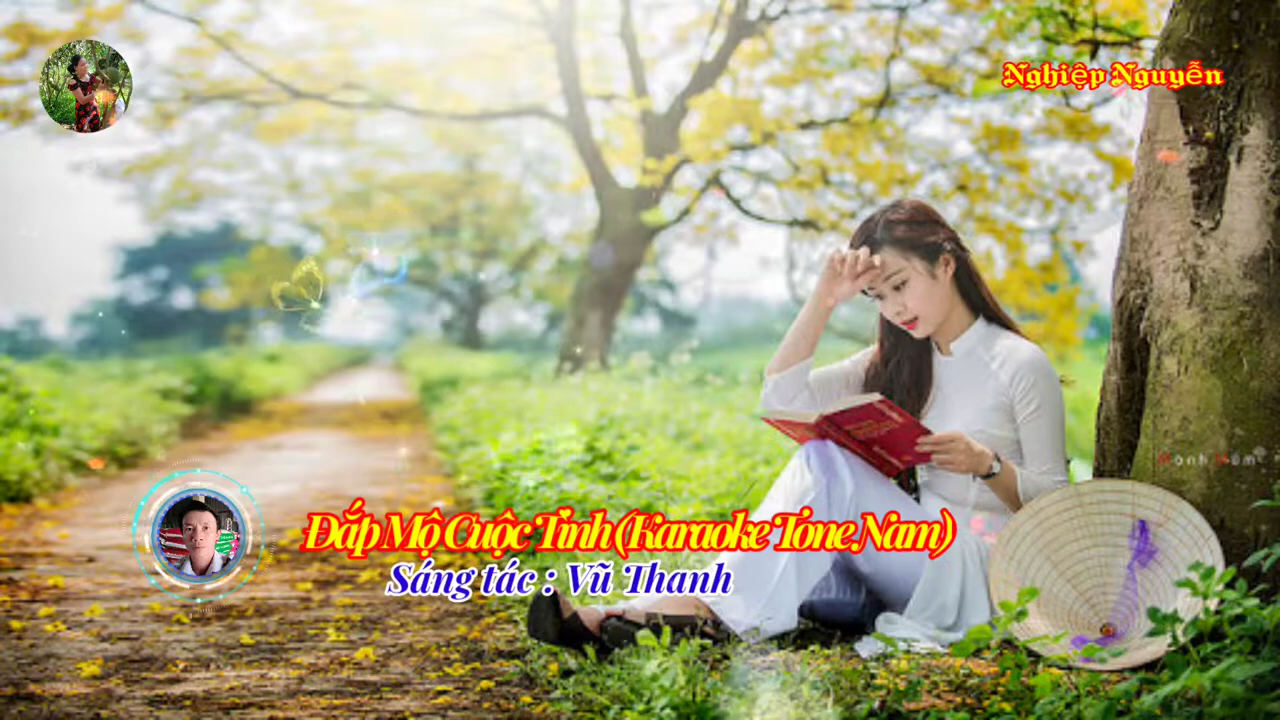 Nghiệp Nguyễn
Đắp Mộ Cuộc Tình (Karaoke Tone Nam)
Sáng tác : Vũ Thanh